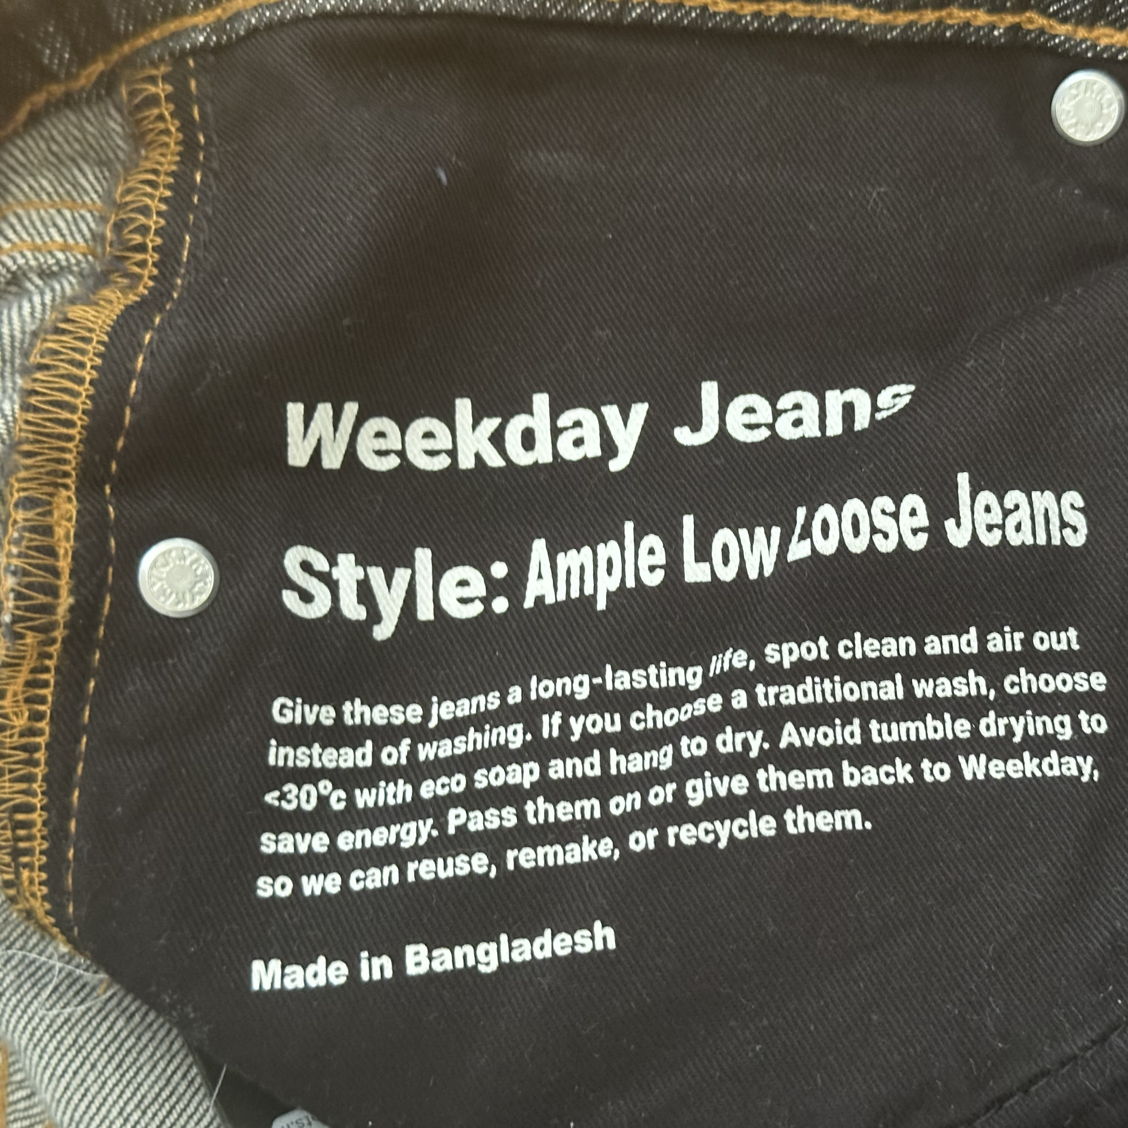 Weekday Jeans
Style: Ample Low Loose Jeans
Give these jeans a long-lasting life, spot clean and air out
instead of washing. If you choose a traditional wash, choose
<30°c with eco soap and hang to dry. Avoid tumble drying to
save energy. Pass them on or give them back to Weekday,
so we can reuse, remake, or recycle them.
Made in Bangladesh